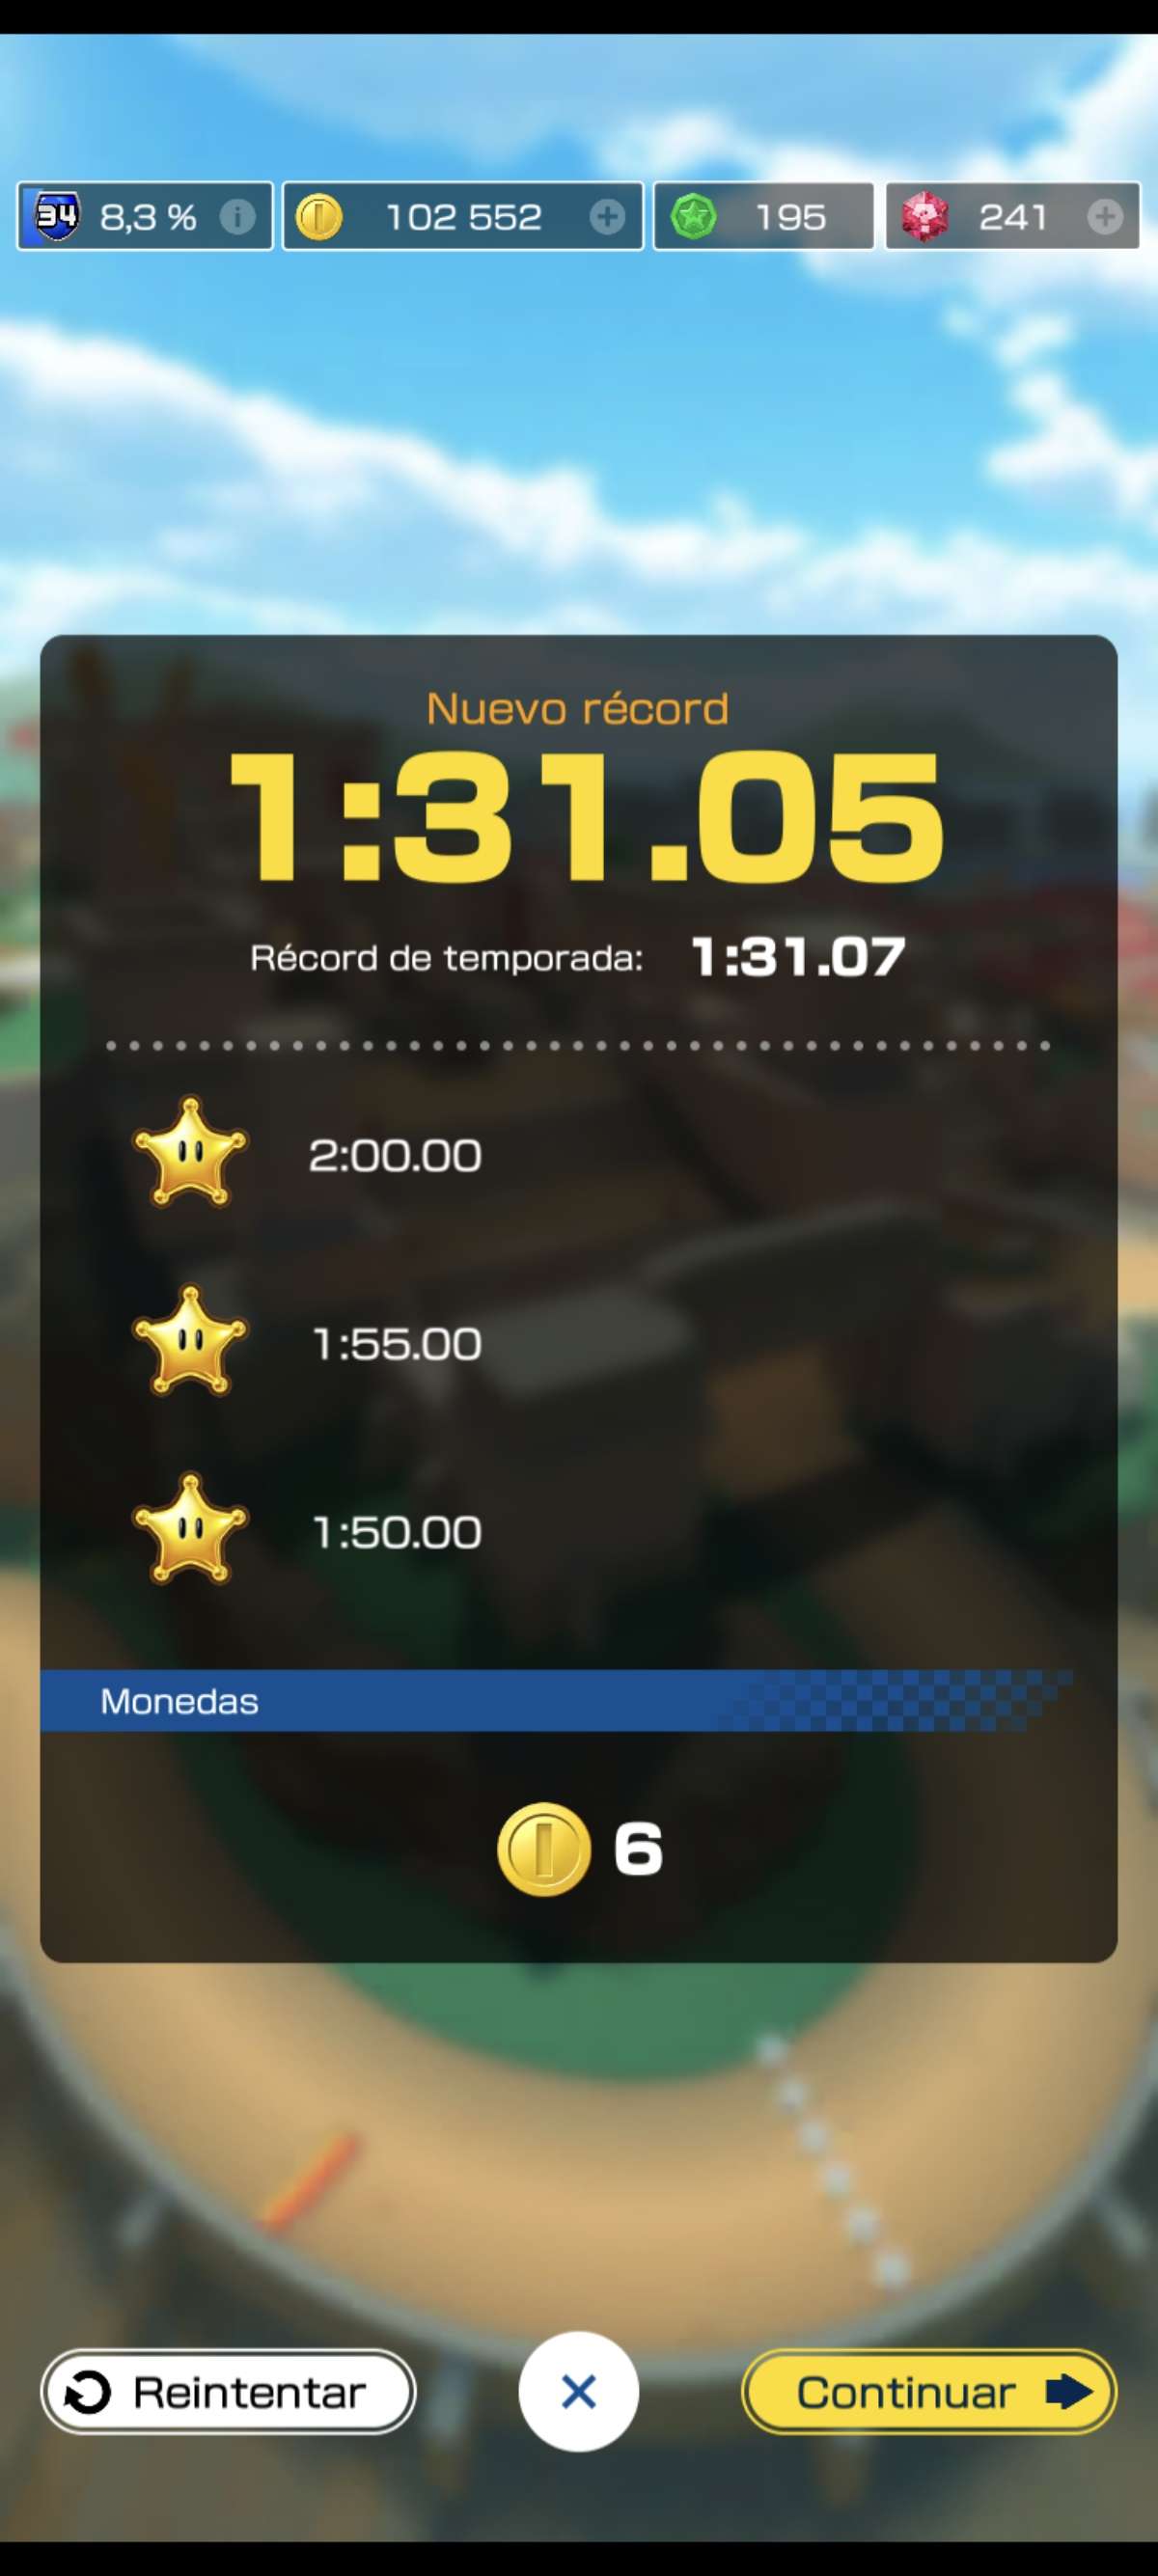 34 8,3 % 102 552 195 241
Nuevo récord
1:31.05
Récord de temporada: 1:31.07
2:00.00
1:55.00
1:50.00
Monedas
6
Reintentar × Continuar